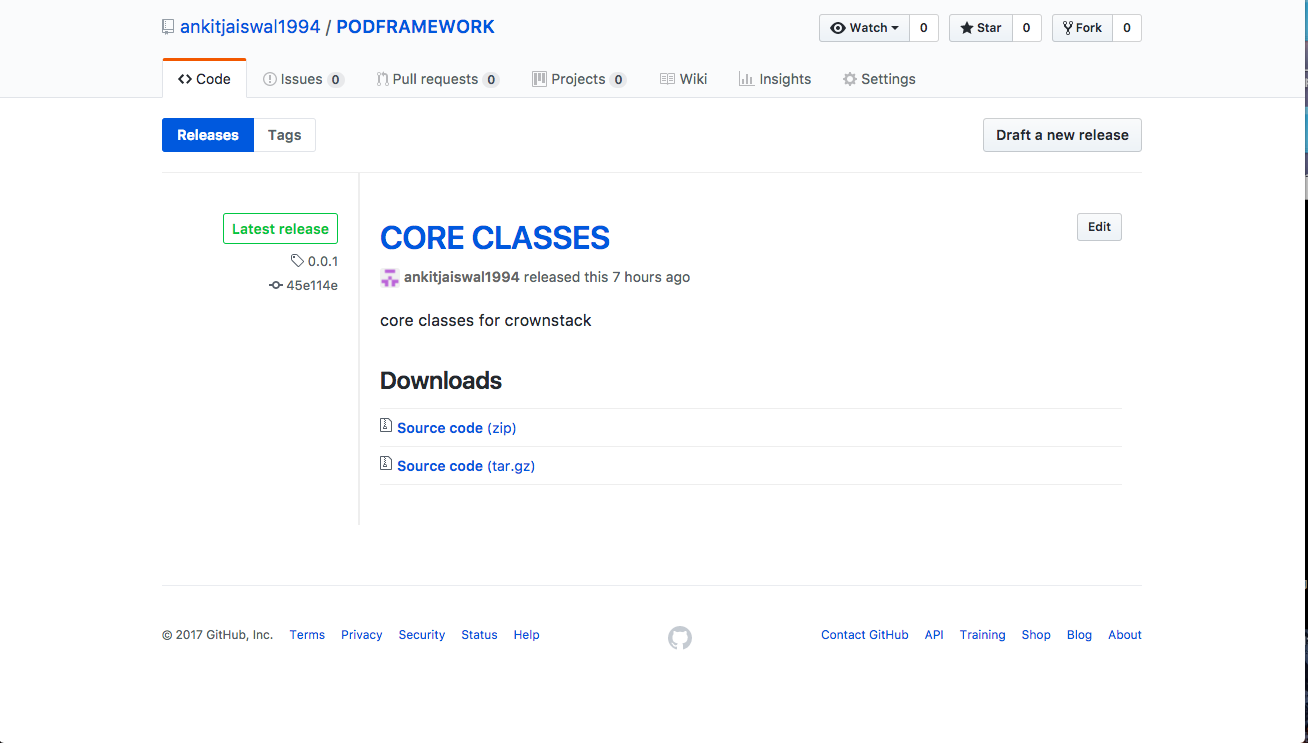 ankitjaiswal1994 / PODFRAMEWORK
Watch 0 Star 0 Fork 0
Code Issues 0 Pull requests 0 Projects 0 Wiki Insights Settings
Releases Tags Draft a new release
Latest release
0.0.1
45e114e
CORE CLASSES
Edit
ankitjaiswal1994 released this 7 hours ago
core classes for crownstack
Downloads
Source code (zip)
Source code (tar.gz)
© 2017 GitHub, Inc. Terms Privacy Security Status Help Contact GitHub API Training Shop Blog About